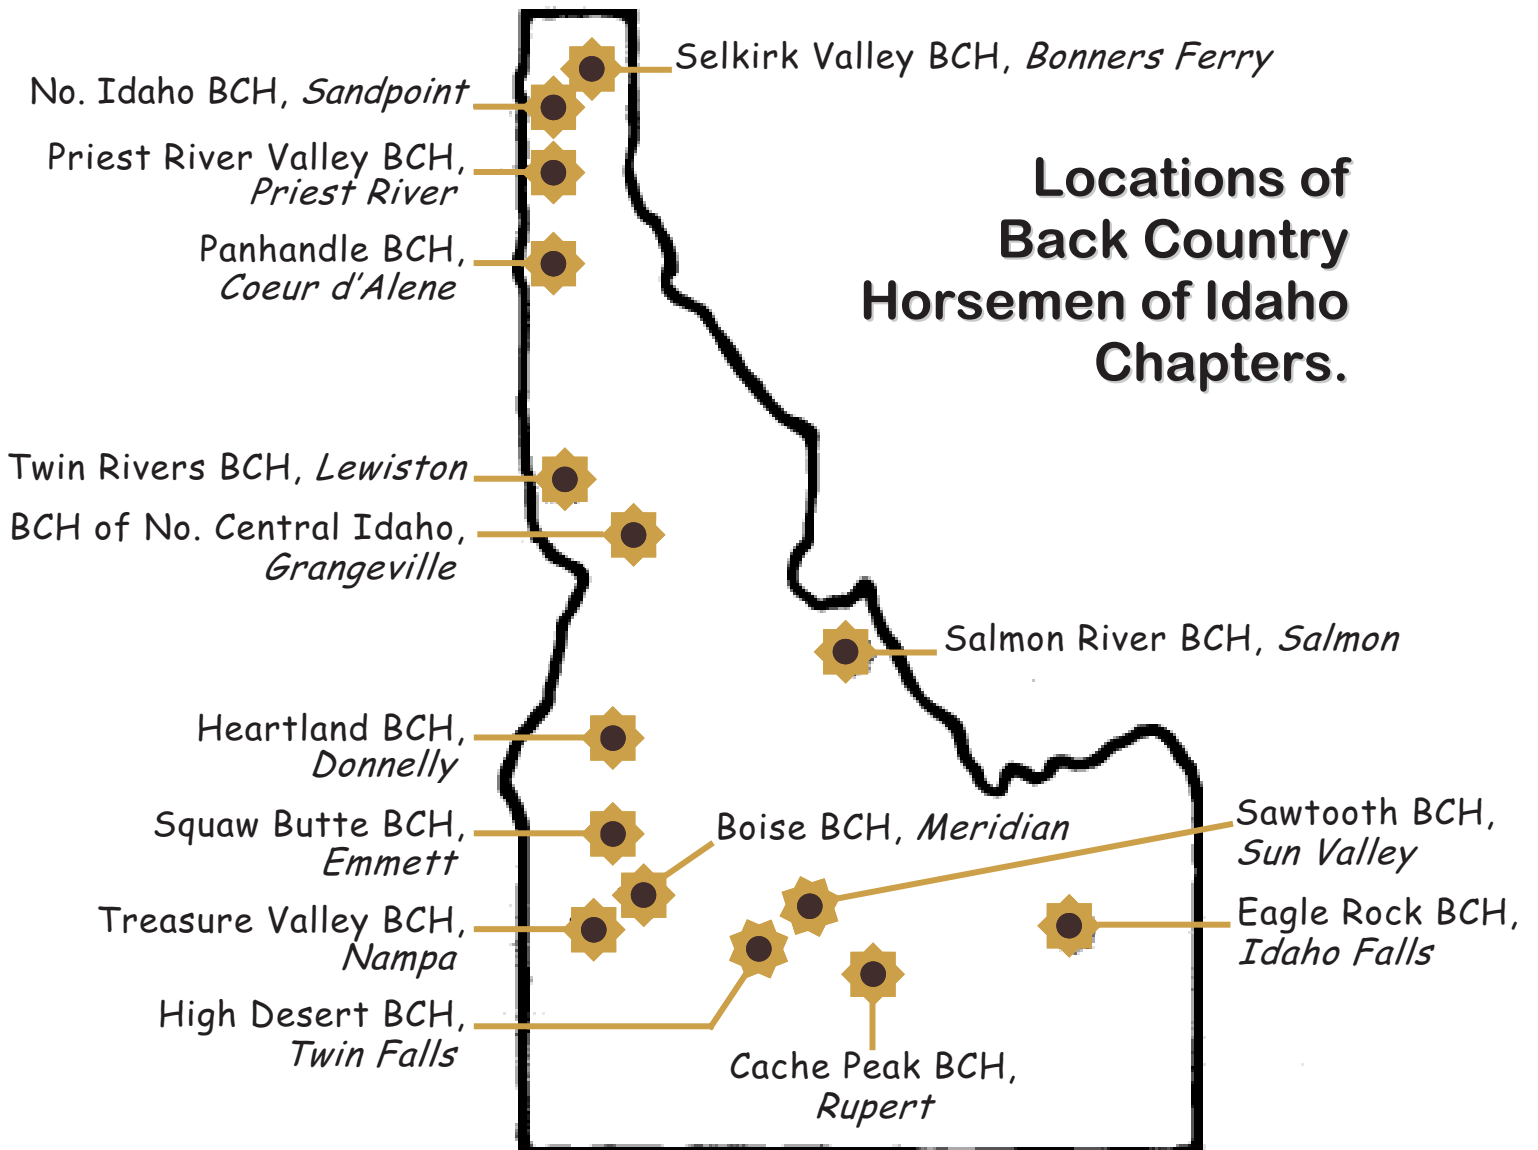 Selkirk Valley BCH, Bonners Ferry
No. Idaho BCH, Sandpoint
Priest River Valley BCH,
Priest River
Locations of
Back Country
Horsemen of Idaho
Chapters.
Panhandle BCH,
Coeur d'Alene
Twin Rivers BCH, Lewiston
BCH of No. Central Idaho,
Grangeville
Salmon River BCH, Salmon
Heartland BCH,
Donnelly
Squaw Butte BCH,
Emmett
Boise BCH, Meridian
Sawtooth BCH,
Sun Valley
Treasure Valley BCH,
Nampa
Eagle Rock BCH,
Idaho Falls
High Desert BCH,
Twin Falls
Cache Peak BCH,
Rupert